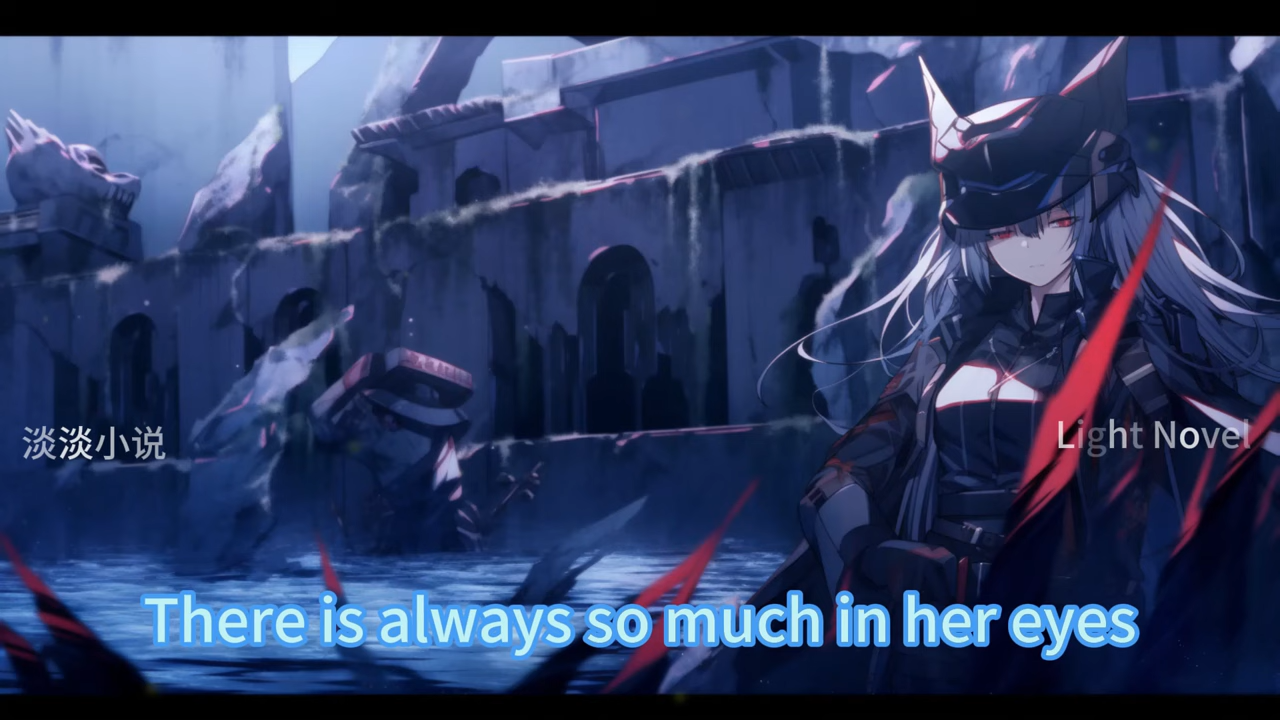 淡淡小说
Light Novel
There is always so much in her eyes